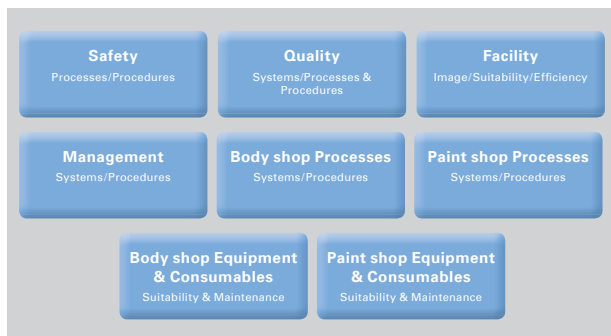 Safety
Processes/Procedures
Quality
Systems/Processes &
Procedures
Facility
Image/Suitability/Efficiency
Management
Systems/Procedures
Body shop Processes
Systems/Procedures
Paint shop Processes
Systems/Procedures
Body shop Equipment
& Consumables
Suitability & Maintenance
Paint shop Equipment
& Consumables
Suitability & Maintenance